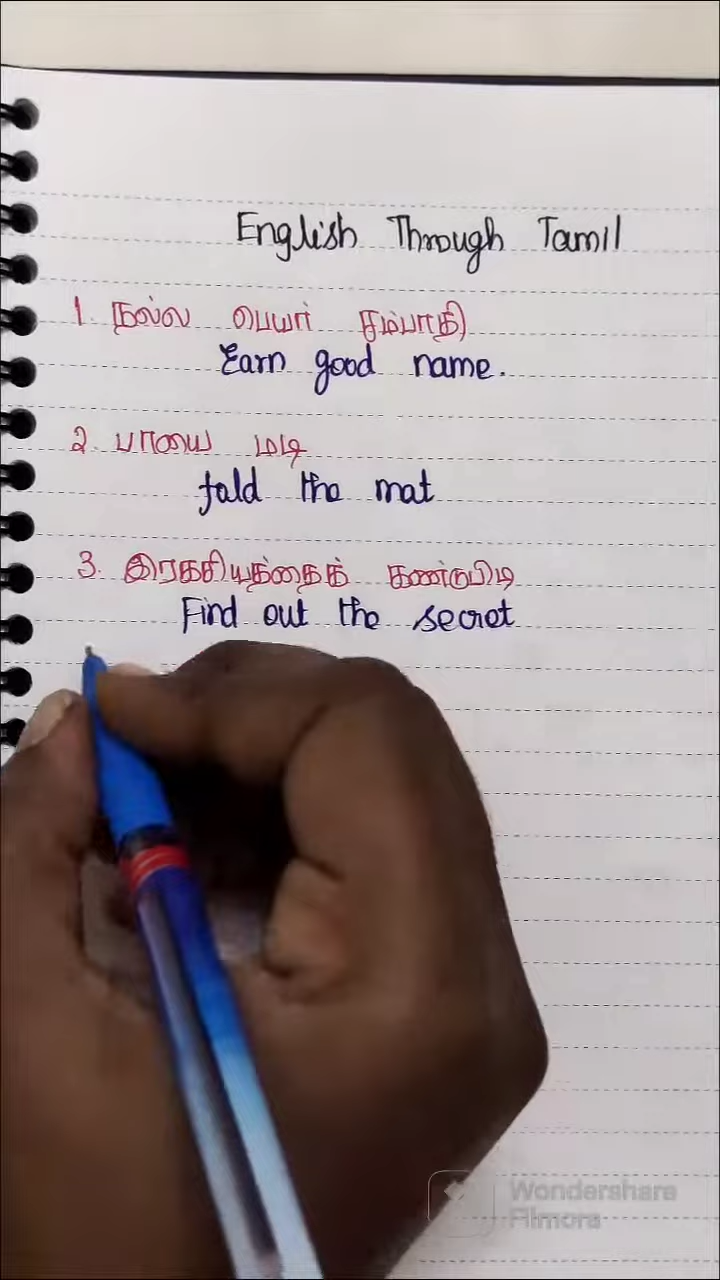 English Through Tamil
1. நல்ல பெயர் சம்பாதி
Earn good name.
2. பாயை மடி
fald the mat
3. இரகசியத்தைக் கண்டுபிடி
Find out the secret
Wondershare
Filmora